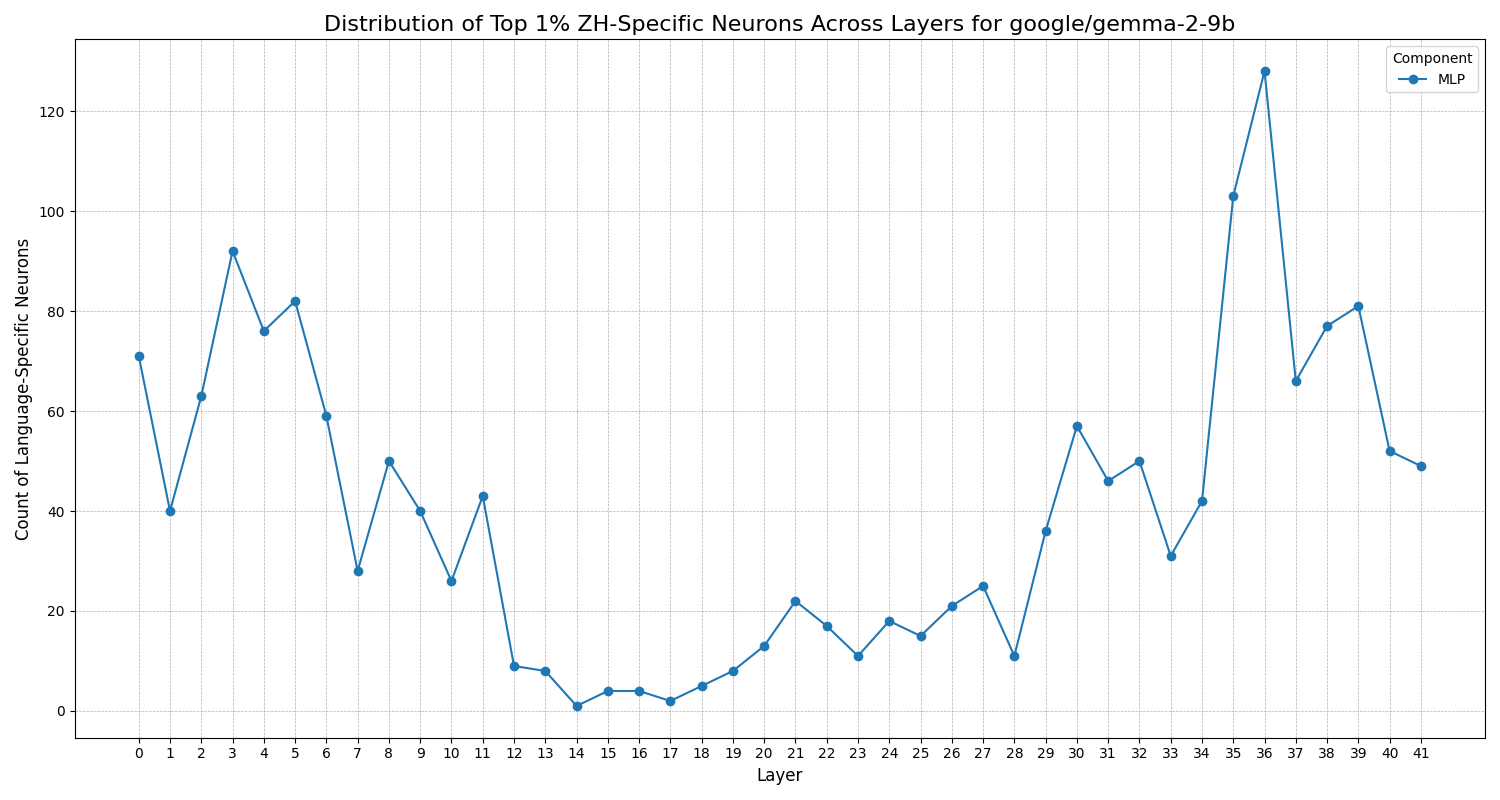 Distribution of Top 1% ZH-Specific Neurons Across Layers for google/gemma-2-9b
Component
MLP
Count of Language-Specific Neurons
120
100
80
60
40
20
0
0 1 2 3 4 5 6 7 8 9 10 11 12 13 14 15 16 17 18 19 20 21 22 23 24 25 26 27 28 29 30 31 32 33 34 35 36 37 38 39 40 41
Layer